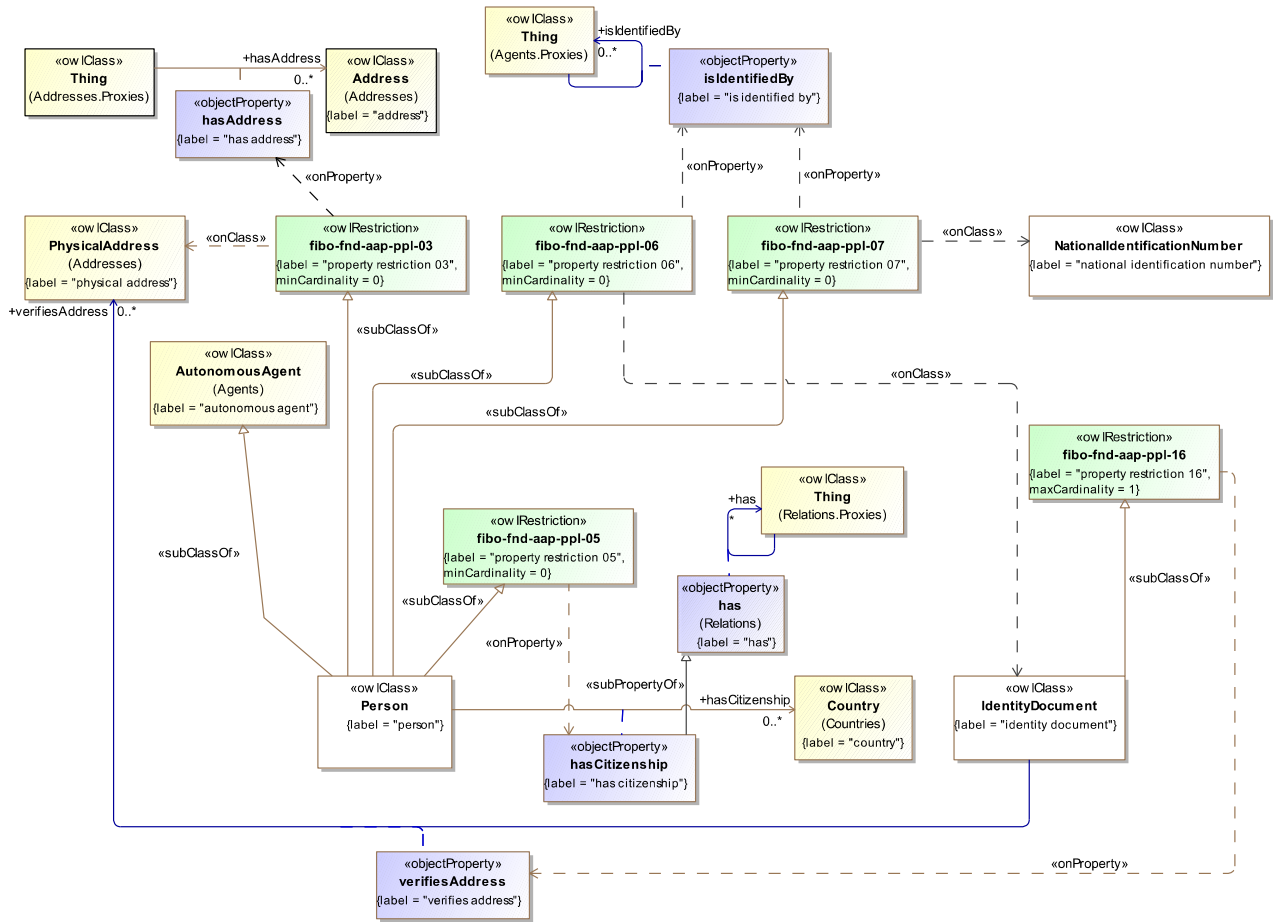 «owlClass»
Thing
(Agents.Proxies)
+isIdentifiedBy
0..*
«objectProperty»
isIdentifiedBy
{label = "is identified by"}
«owlClass»
Thing
(Addresses.Proxies)
+hasAddress
0..*
«owlClass»
Address
(Addresses)
{label = "address"}
«objectProperty»
hasAddress
{label = "has address"}
«onProperty»
«onProperty»
«onProperty»
«owlClass»
PhysicalAddress
(Addresses)
{label = "physical address"}
«onClass»
«owlRestriction»
fibo-fnd-aap-ppl-03
{label = "property restriction 03",
minCardinality = 0}
«owlRestriction»
fibo-fnd-aap-ppl-06
{label = "property restriction 06",
minCardinality = 0}
«owlRestriction»
fibo-fnd-aap-ppl-07
{label = "property restriction 07",
minCardinality = 0}
«onClass»
«owlClass»
NationalIdentificationNumber
{label = "national identification number"}
+verifiesAddress
0..*
«subClassOf»
«owlClass»
AutonomousAgent
(Agents)
{label = "autonomous agent"}
«subClassOf»
«onClass»
«subClassOf»
«owlRestriction»
fibo-fnd-aap-ppl-16
{label = "property restriction 16",
maxCardinality = 1}
«owlClass»
Thing
(Relations.Proxies)
+has
*
«owlRestriction»
fibo-fnd-aap-ppl-05
{label = "property restriction 05",
minCardinality = 0}
«subClassOf»
«subClassOf»
«objectProperty»
has
(Relations)
{label = "has"}
«subClassOf»
«onProperty»
«subPropertyOf»
«owlClass»
Person
{label = "person"}
+hasCitizenship
0..*
«owlClass»
Country
(Countries)
{label = "country"}
«owlClass»
IdentityDocument
{label = "identity document"}
«objectProperty»
hasCitizenship
{label = "has citizenship"}
«objectProperty»
verifiesAddress
{label = "verifies address"}
«onProperty»